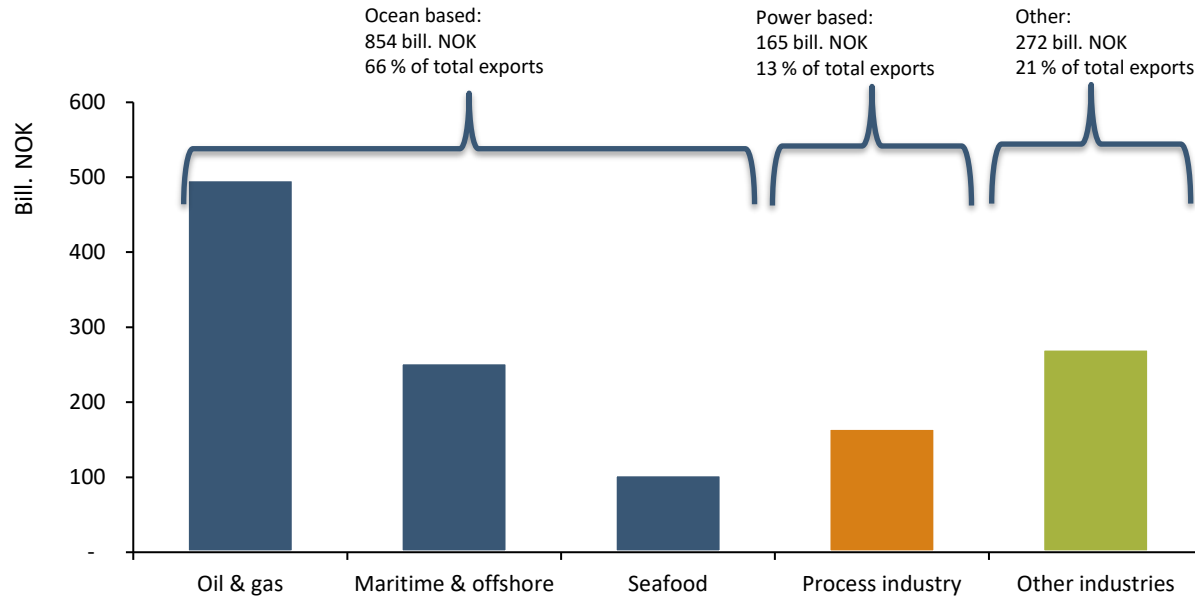 Ocean based:
854 bill. NOK
66 % of total exports
Power based:
165 bill. NOK
13 % of total exports
Other:
272 bill. NOK
21 % of total exports
Bill. NOK
600
500
400
300
200
100
-
Oil & gas
Maritime & offshore
Seafood
Process industry
Other industries